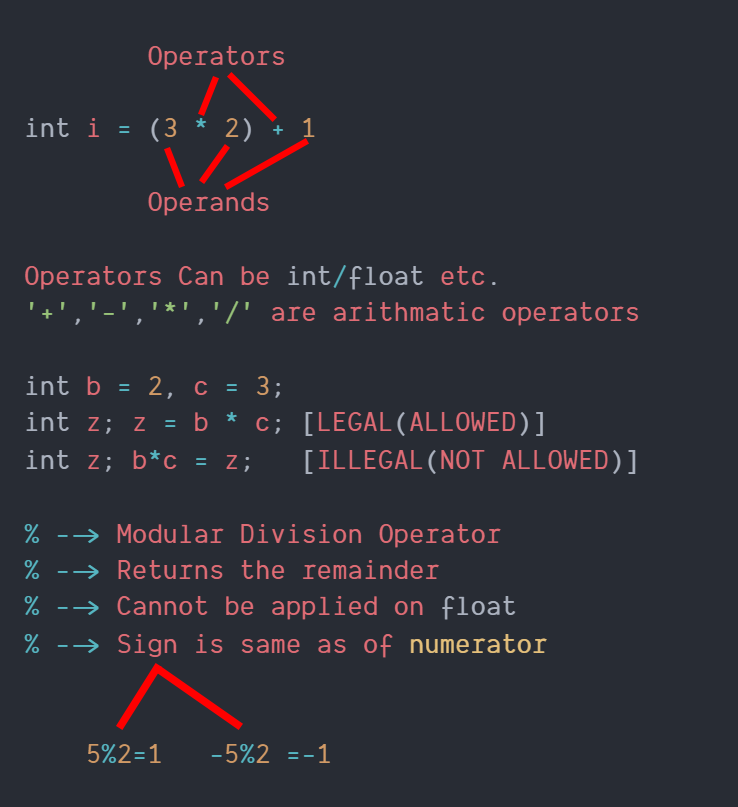 Operators
int i = (3 * 2) + 1
Operands
Operators Can be int/float etc.
'+','-','*','/' are arithmatic operators
int b = 2, c = 3;
int z; z = b * c; [LEGAL(ALLOWED)]
int z; b*c = z; [ILLEGAL(NOT ALLOWED)]
% --> Modular Division Operator
% --> Returns the remainder
% --> Cannot be applied on float
% --> Sign is same as of numerator
5%2=1 -5%2 =-1